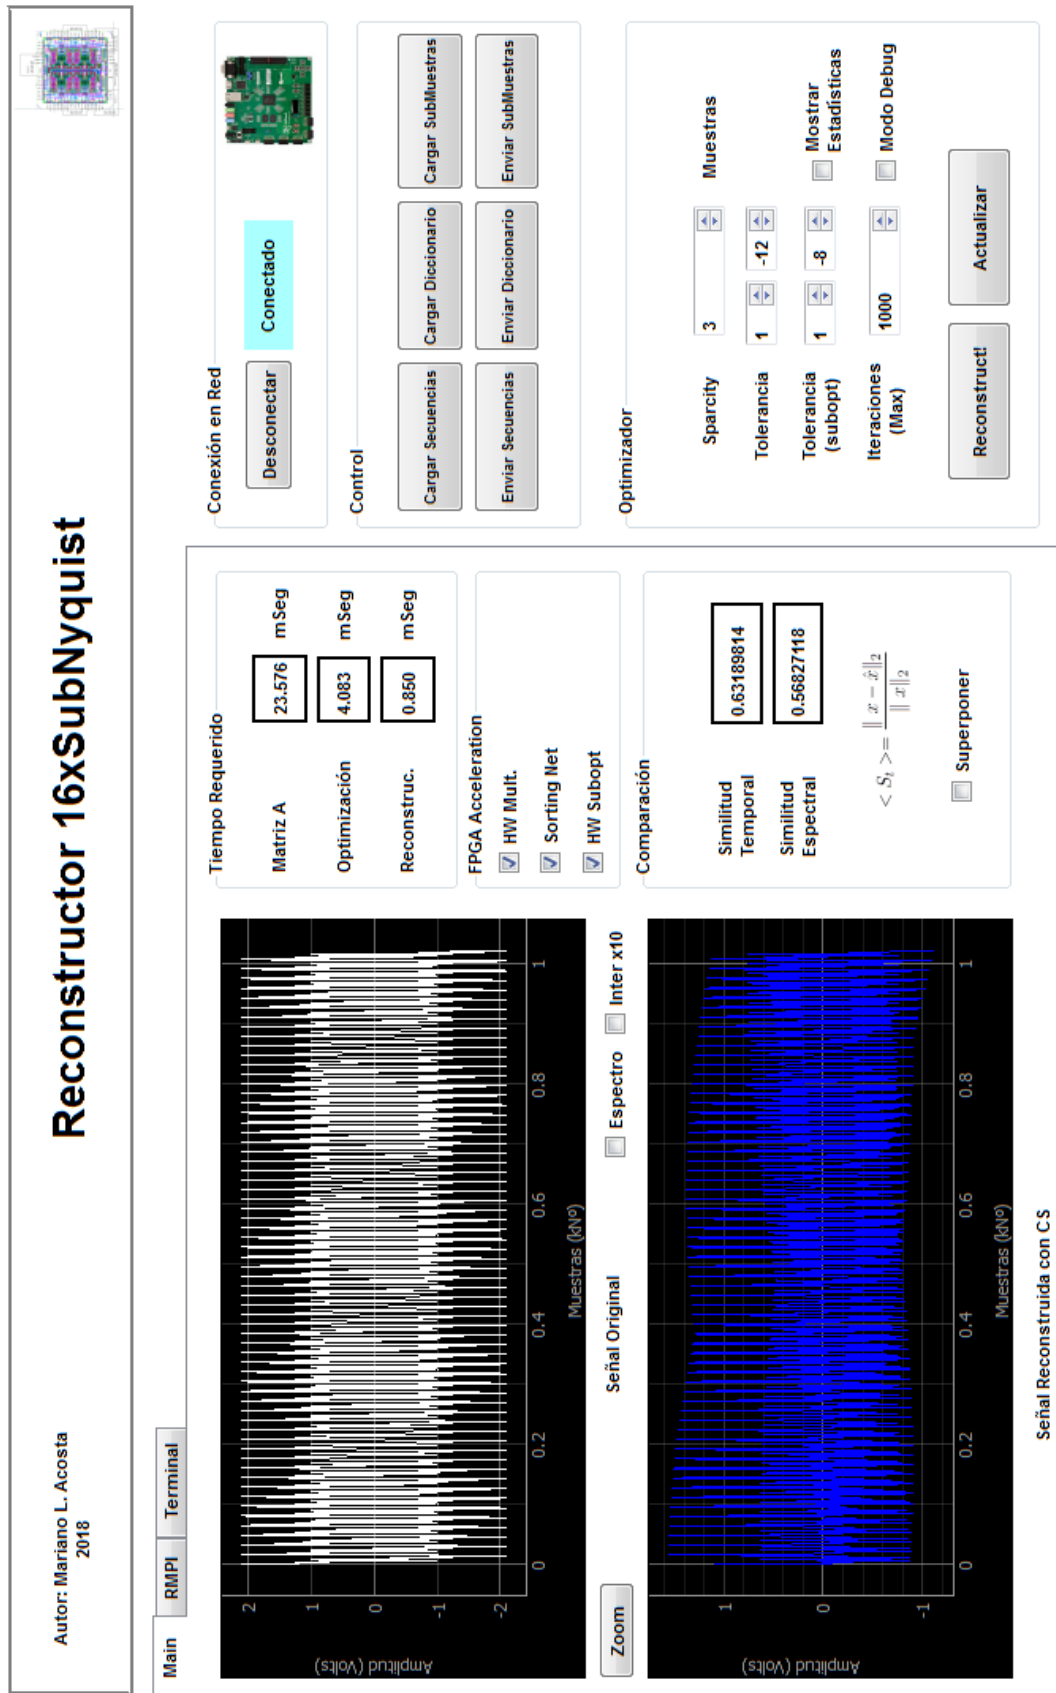 Autor: Mariano L. Acosta
2018
Reconstructor 16xSubNyquist
Main
RMPI
Terminal
Amplitud (Volts)
2
1
0
-1
-2
0
0.2
0.4
0.6
0.8
1
Muestras (kNº)
Zoom
Señal Original
Espectro
Inter x10
Amplitud (Volts)
1
0
-1
0
0.2
0.4
0.6
0.8
1
Muestras (kNº)
Señal Reconstruida con CS
Tiempo Requerido
Matriz A 23.576 mSeg
Optimización 4.083 mSeg
Reconstruc. 0.850 mSeg
FPGA Acceleration
HW Mult.
Sorting Net
HW Subopt
Comparación
Similitud
Temporal
0.63189814
Similitud
Espectral
0.56827118
< S_t >= ‖ x − x̂‖₂ / ‖ x‖₂
Superponer
Conexión en Red
Desconectar
Conectado
Control
Cargar Secuencias
Cargar Diccionario
Cargar SubMuestras
Enviar Secuencias
Enviar Diccionario
Enviar SubMuestras
Optimizador
Sparcity 3 Muestras
Tolerancia 1 -12
Tolerancia
(subopt)
1 -8
Mostrar
Estadísticas
Iteraciones
(Max)
1000
Modo Debug
Reconstruct!
Actualizar